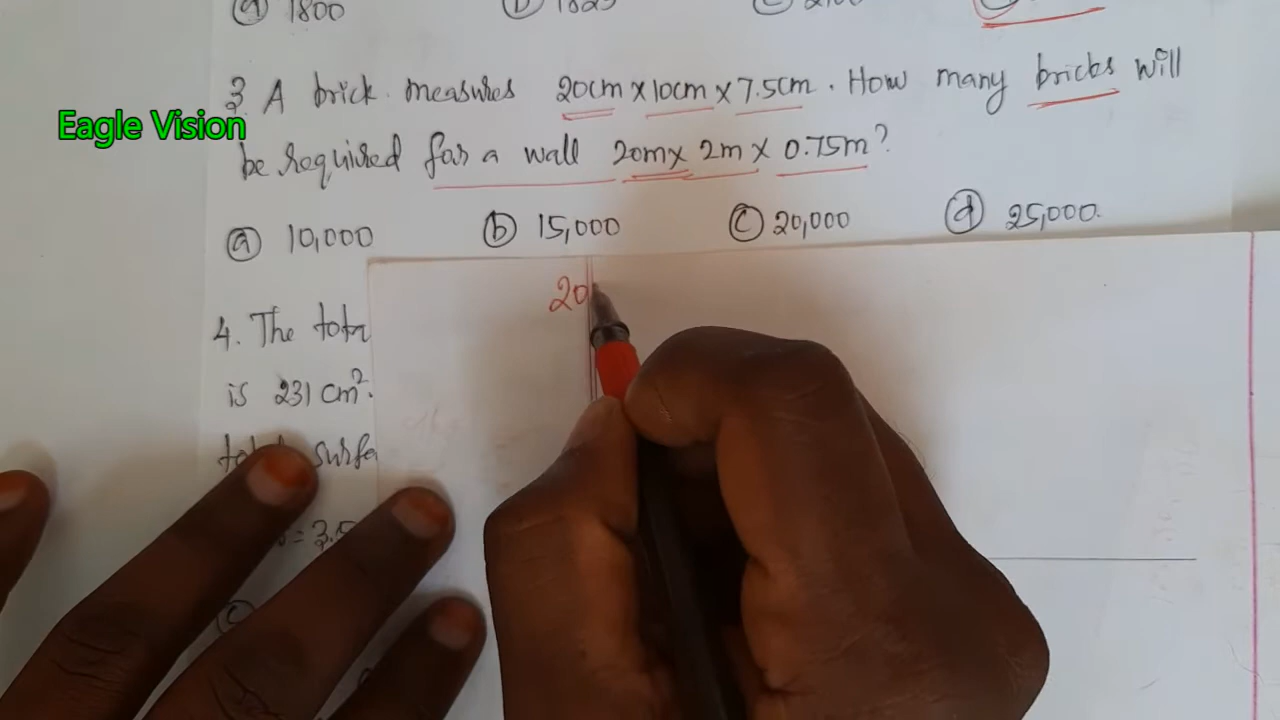 a 1800
3. A brick measures 20cm x 10cm x 7.5cm. How many bricks will
Eagle Vision
be required for a wall 20m x 2m x 0.75m?
a 10,000 b 15,000 c 20,000 d 25,000.
20
4. The
is 231 cm².